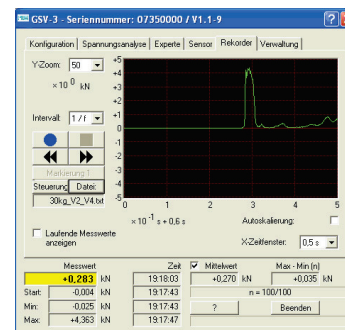 GSV-3 - Seriennummer: 07350000 / V1.1-9
Konfiguration Spannungsanalyse Experte Sensor Rekorder Verwaltung
Y-Zoom: 50
×10 0 kN
Intervall: 1 / f
Markierung 1
Steuerung Datei:
30kg_V2_V4.txt
Laufende Messwerte
anzeigen
+5
+4
+3
+2
+1
0
-1
-2
-3
-4
-5
0 1 2 3 4 5
×10 -1 s + 0,6 s
Autoskalierung:
X-Zeitfenster: 0,5 s
Messwert Zeit Mittelwert Max - Min (n)
+0,283 kN 19:18:03 +0,270 kN +0,035 kN
Start: -0,004 kN 19:17:43 n = 100/100
Min: -0,025 kN 19:17:43 ? Beenden
Max: +4,363 kN 19:17:47